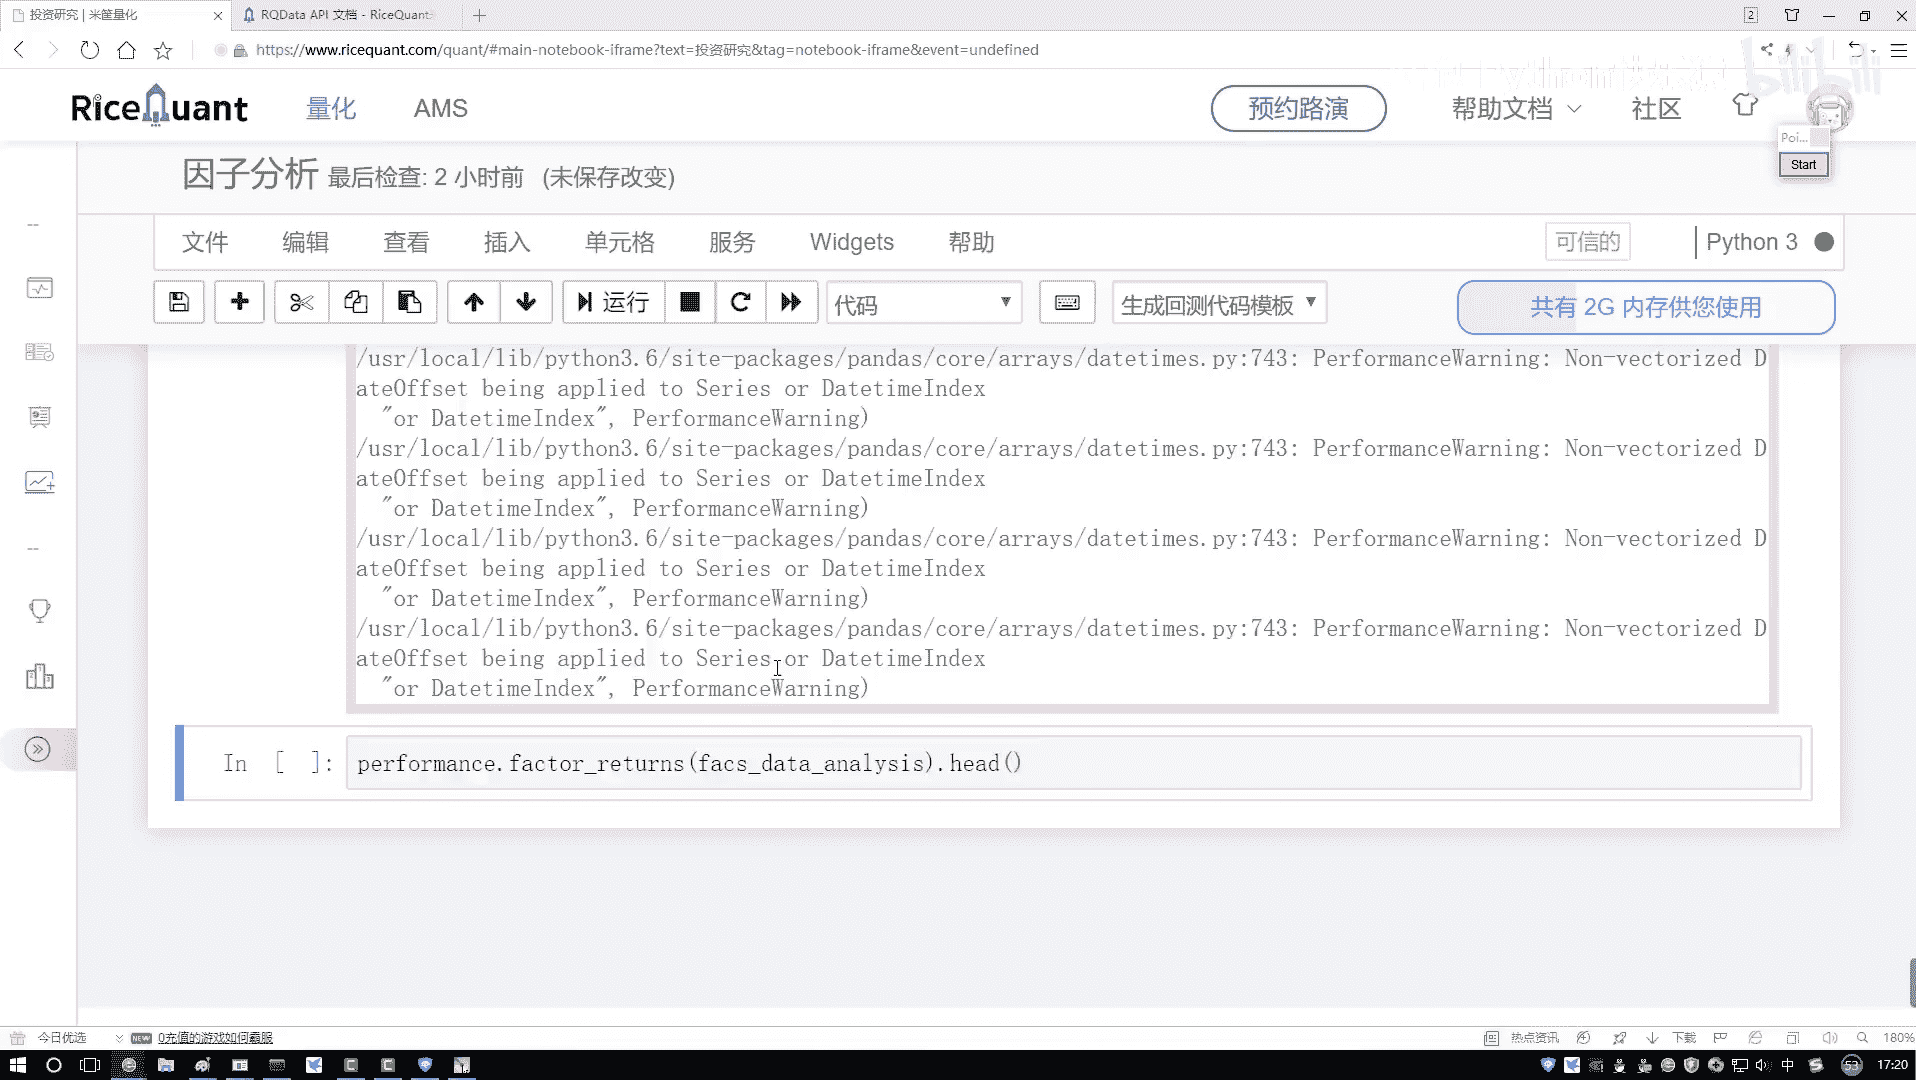 投资研究 | 米筐量化
RQData API 文档 - RiceQuant
2
https://www.ricequant.com/quant/#main-notebook-iframe?text=投资研究&tag=notebook-iframe&event=undefined
bilibili
RiceQuant
量化
AMS
预约路演
帮助文档
社区
Poi...
Start
因子分析 最后检查: 2 小时前 (未保存改变)
文件 编辑 查看 插入 单元格 服务 Widgets 帮助
可信的
Python 3
运行
代码
生成回测代码模板
共有 2G 内存供您使用
/usr/local/lib/python3.6/site-packages/pandas/core/arrays/datetimes.py:743: PerformanceWarning: Non-vectorized D
ateOffset being applied to Series or DatetimeIndex
"or DatetimeIndex", PerformanceWarning)
/usr/local/lib/python3.6/site-packages/pandas/core/arrays/datetimes.py:743: PerformanceWarning: Non-vectorized D
ateOffset being applied to Series or DatetimeIndex
"or DatetimeIndex", PerformanceWarning)
/usr/local/lib/python3.6/site-packages/pandas/core/arrays/datetimes.py:743: PerformanceWarning: Non-vectorized D
ateOffset being applied to Series or DatetimeIndex
"or DatetimeIndex", PerformanceWarning)
/usr/local/lib/python3.6/site-packages/pandas/core/arrays/datetimes.py:743: PerformanceWarning: Non-vectorized D
ateOffset being applied to Series or DatetimeIndex
"or DatetimeIndex", PerformanceWarning)
In [ ]: performance.factor_returns(facs_data_analysis).head()
今日优选
NEW
0充值的游戏如何霸服
热点资讯
下载
180%
中
53
17:20